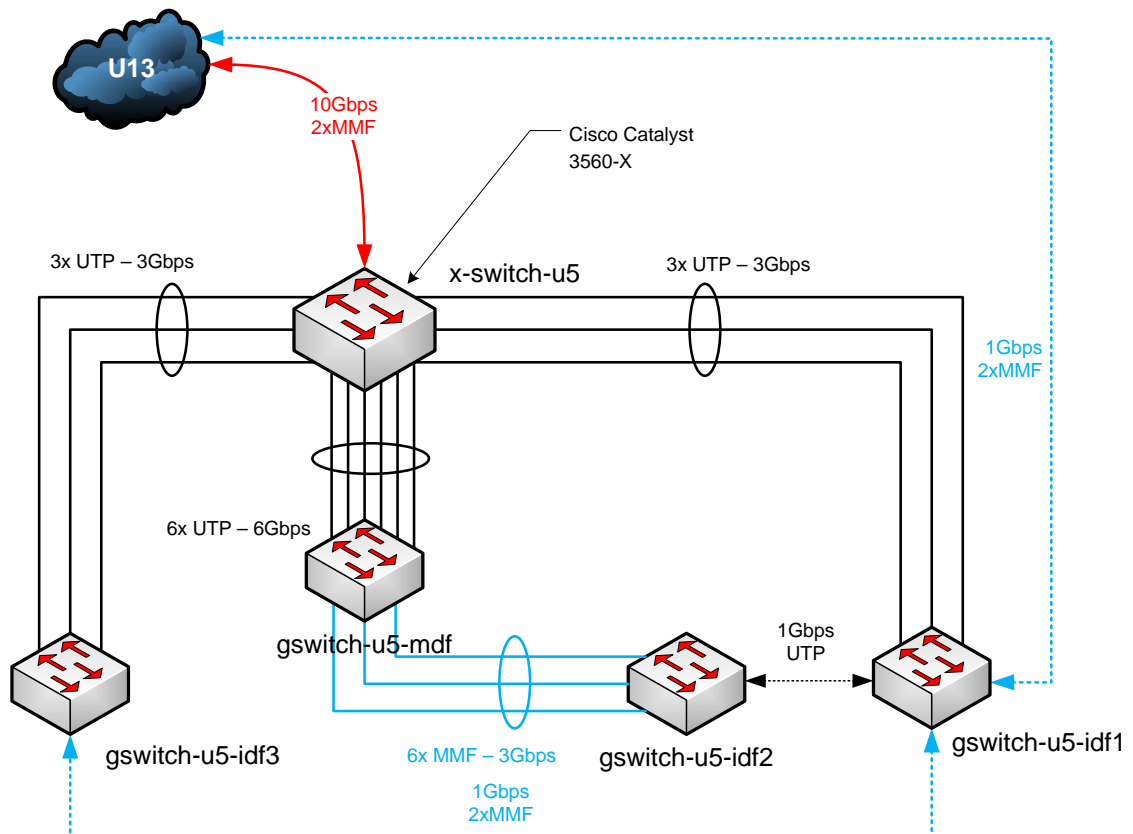 U13
10Gbps
2xMMF
Cisco Catalyst
3560-X
3x UTP – 3Gbps
x-switch-u5
3x UTP – 3Gbps
1Gbps
2xMMF
6x UTP – 6Gbps
gswitch-u5-mdf
1Gbps
UTP
gswitch-u5-idf3
6x MMF – 3Gbps
gswitch-u5-idf2
gswitch-u5-idf1
1Gbps
2xMMF